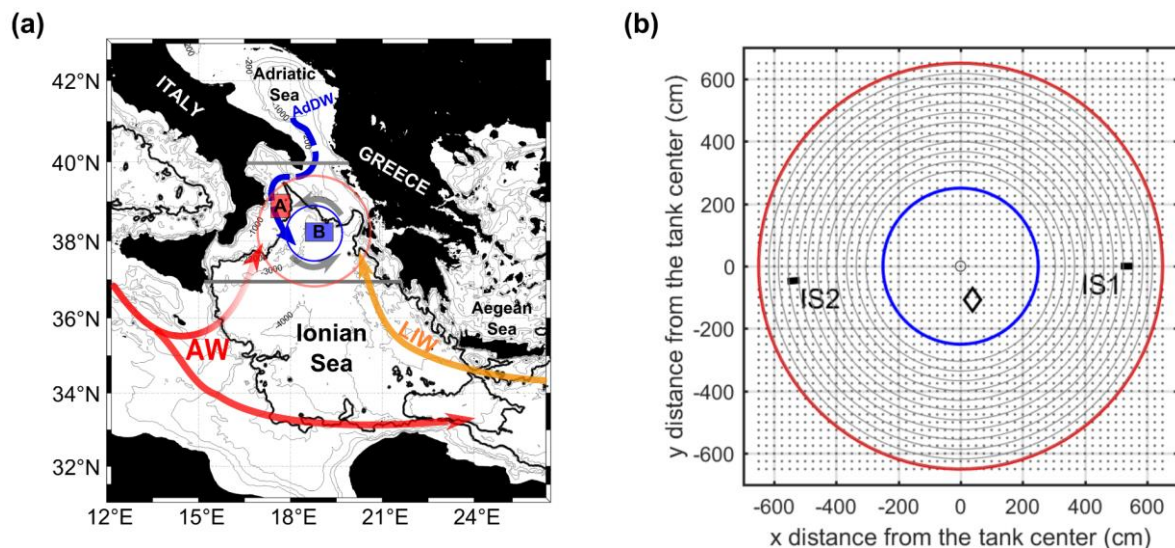 (a)
42°N
40°N
38°N
36°N
34°N
32°N
12°E
15°E
18°E
21°E
24°E
ITALY
Adriatic
Sea
-200
-1000
AdDW
GREECE
A
B
-1000
-3000
-4000
Ionian
Sea
Aegean
Sea
AW
LIW
(b)
y distance from the tank center (cm)
600
400
200
0
-200
-400
-600
IS2
IS1
-600
-400
-200
0
200
400
600
x distance from the tank center (cm)